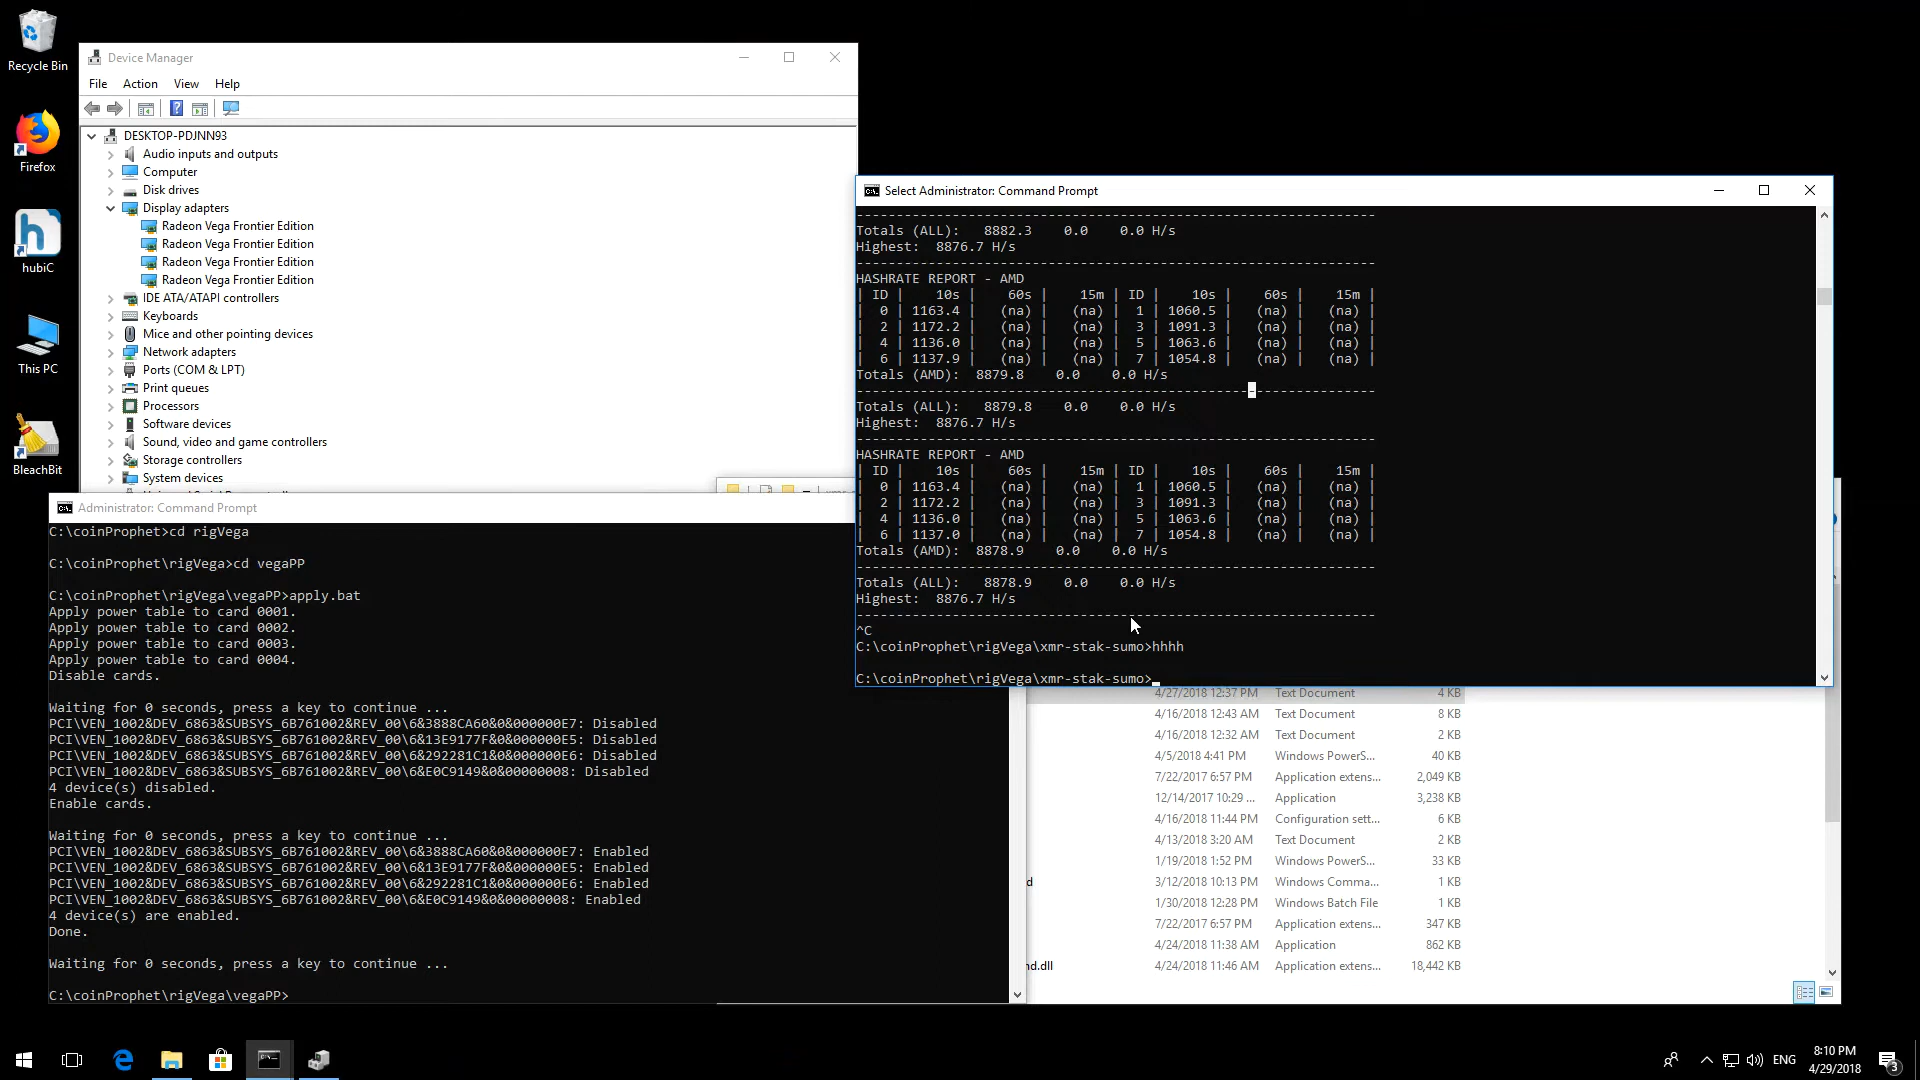 Recycle Bin
Firefox
hubiC
This PC
BleachBit
Device Manager
File Action View Help
DESKTOP-PDJNN93
Audio inputs and outputs
Computer
Disk drives
Display adapters
Radeon Vega Frontier Edition
Radeon Vega Frontier Edition
Radeon Vega Frontier Edition
Radeon Vega Frontier Edition
IDE ATA/ATAPI controllers
Keyboards
Mice and other pointing devices
Network adapters
Ports (COM & LPT)
Print queues
Processors
Software devices
Sound, video and game controllers
Storage controllers
System devices
Select Administrator: Command Prompt
-----------------------------------------------------------------
Totals (ALL):   8882.3    0.0    0.0 H/s
Highest:  8876.7 H/s
-----------------------------------------------------------------
HASHRATE REPORT - AMD
| ID |    10s |    60s |    15m | ID |    10s |    60s |    15m |
|  0 | 1163.4 |   (na) |   (na) |  1 | 1060.5 |   (na) |   (na) |
|  2 | 1172.2 |   (na) |   (na) |  3 | 1091.3 |   (na) |   (na) |
|  4 | 1136.0 |   (na) |   (na) |  5 | 1063.6 |   (na) |   (na) |
|  6 | 1137.9 |   (na) |   (na) |  7 | 1054.8 |   (na) |   (na) |
Totals (AMD):  8879.8    0.0    0.0 H/s
-----------------------------------------------------------------
Totals (ALL):   8879.8    0.0    0.0 H/s
Highest:  8876.7 H/s
-----------------------------------------------------------------
HASHRATE REPORT - AMD
| ID |    10s |    60s |    15m | ID |    10s |    60s |    15m |
|  0 | 1163.4 |   (na) |   (na) |  1 | 1060.5 |   (na) |   (na) |
|  2 | 1172.2 |   (na) |   (na) |  3 | 1091.3 |   (na) |   (na) |
|  4 | 1136.0 |   (na) |   (na) |  5 | 1063.6 |   (na) |   (na) |
|  6 | 1137.0 |   (na) |   (na) |  7 | 1054.8 |   (na) |   (na) |
Totals (AMD):  8878.9    0.0    0.0 H/s
-----------------------------------------------------------------
Totals (ALL):   8878.9    0.0    0.0 H/s
Highest:  8876.7 H/s
-----------------------------------------------------------------
^C
C:\coinProphet\rigVega\xmr-stak-sumo>hhhh
C:\coinProphet\rigVega\xmr-stak-sumo>_
Administrator: Command Prompt
C:\coinProphet>cd rigVega
C:\coinProphet\rigVega>cd vegaPP
C:\coinProphet\rigVega\vegaPP>apply.bat
Apply power table to card 0001.
Apply power table to card 0002.
Apply power table to card 0003.
Apply power table to card 0004.
Disable cards.
Waiting for 0 seconds, press a key to continue ...
PCI\VEN_1002&DEV_6863&SUBSYS_6B761002&REV_00\6&3888CA60&0&000000E7: Disabled
PCI\VEN_1002&DEV_6863&SUBSYS_6B761002&REV_00\6&13E9177F&0&000000E5: Disabled
PCI\VEN_1002&DEV_6863&SUBSYS_6B761002&REV_00\6&292281C1&0&000000E6: Disabled
PCI\VEN_1002&DEV_6863&SUBSYS_6B761002&REV_00\6&E0C9149&0&00000008: Disabled
4 device(s) disabled.
Enable cards.
Waiting for 0 seconds, press a key to continue ...
PCI\VEN_1002&DEV_6863&SUBSYS_6B761002&REV_00\6&3888CA60&0&000000E7: Enabled
PCI\VEN_1002&DEV_6863&SUBSYS_6B761002&REV_00\6&13E9177F&0&000000E5: Enabled
PCI\VEN_1002&DEV_6863&SUBSYS_6B761002&REV_00\6&292281C1&0&000000E6: Enabled
PCI\VEN_1002&DEV_6863&SUBSYS_6B761002&REV_00\6&E0C9149&0&00000008: Enabled
4 device(s) are enabled.
Done.
Waiting for 0 seconds, press a key to continue ...
C:\coinProphet\rigVega\vegaPP>
4/27/2018 12:37 PM Text Document 4 KB
4/16/2018 12:43 AM Text Document 8 KB
4/16/2018 12:32 AM Text Document 2 KB
4/5/2018 4:41 PM Windows PowerS... 40 KB
7/22/2017 6:57 PM Application extens... 2,049 KB
12/14/2017 10:29 ... Application 3,238 KB
4/16/2018 11:44 PM Configuration sett... 6 KB
4/13/2018 3:20 AM Text Document 2 KB
1/19/2018 1:52 PM Windows PowerS... 33 KB
d 3/12/2018 10:13 PM Windows Comma... 1 KB
1/30/2018 12:28 PM Windows Batch File 1 KB
7/22/2017 6:57 PM Application extens... 347 KB
4/24/2018 11:38 AM Application 862 KB
nd.dll 4/24/2018 11:46 AM Application extens... 18,442 KB
ENG
8:10 PM
4/29/2018
3